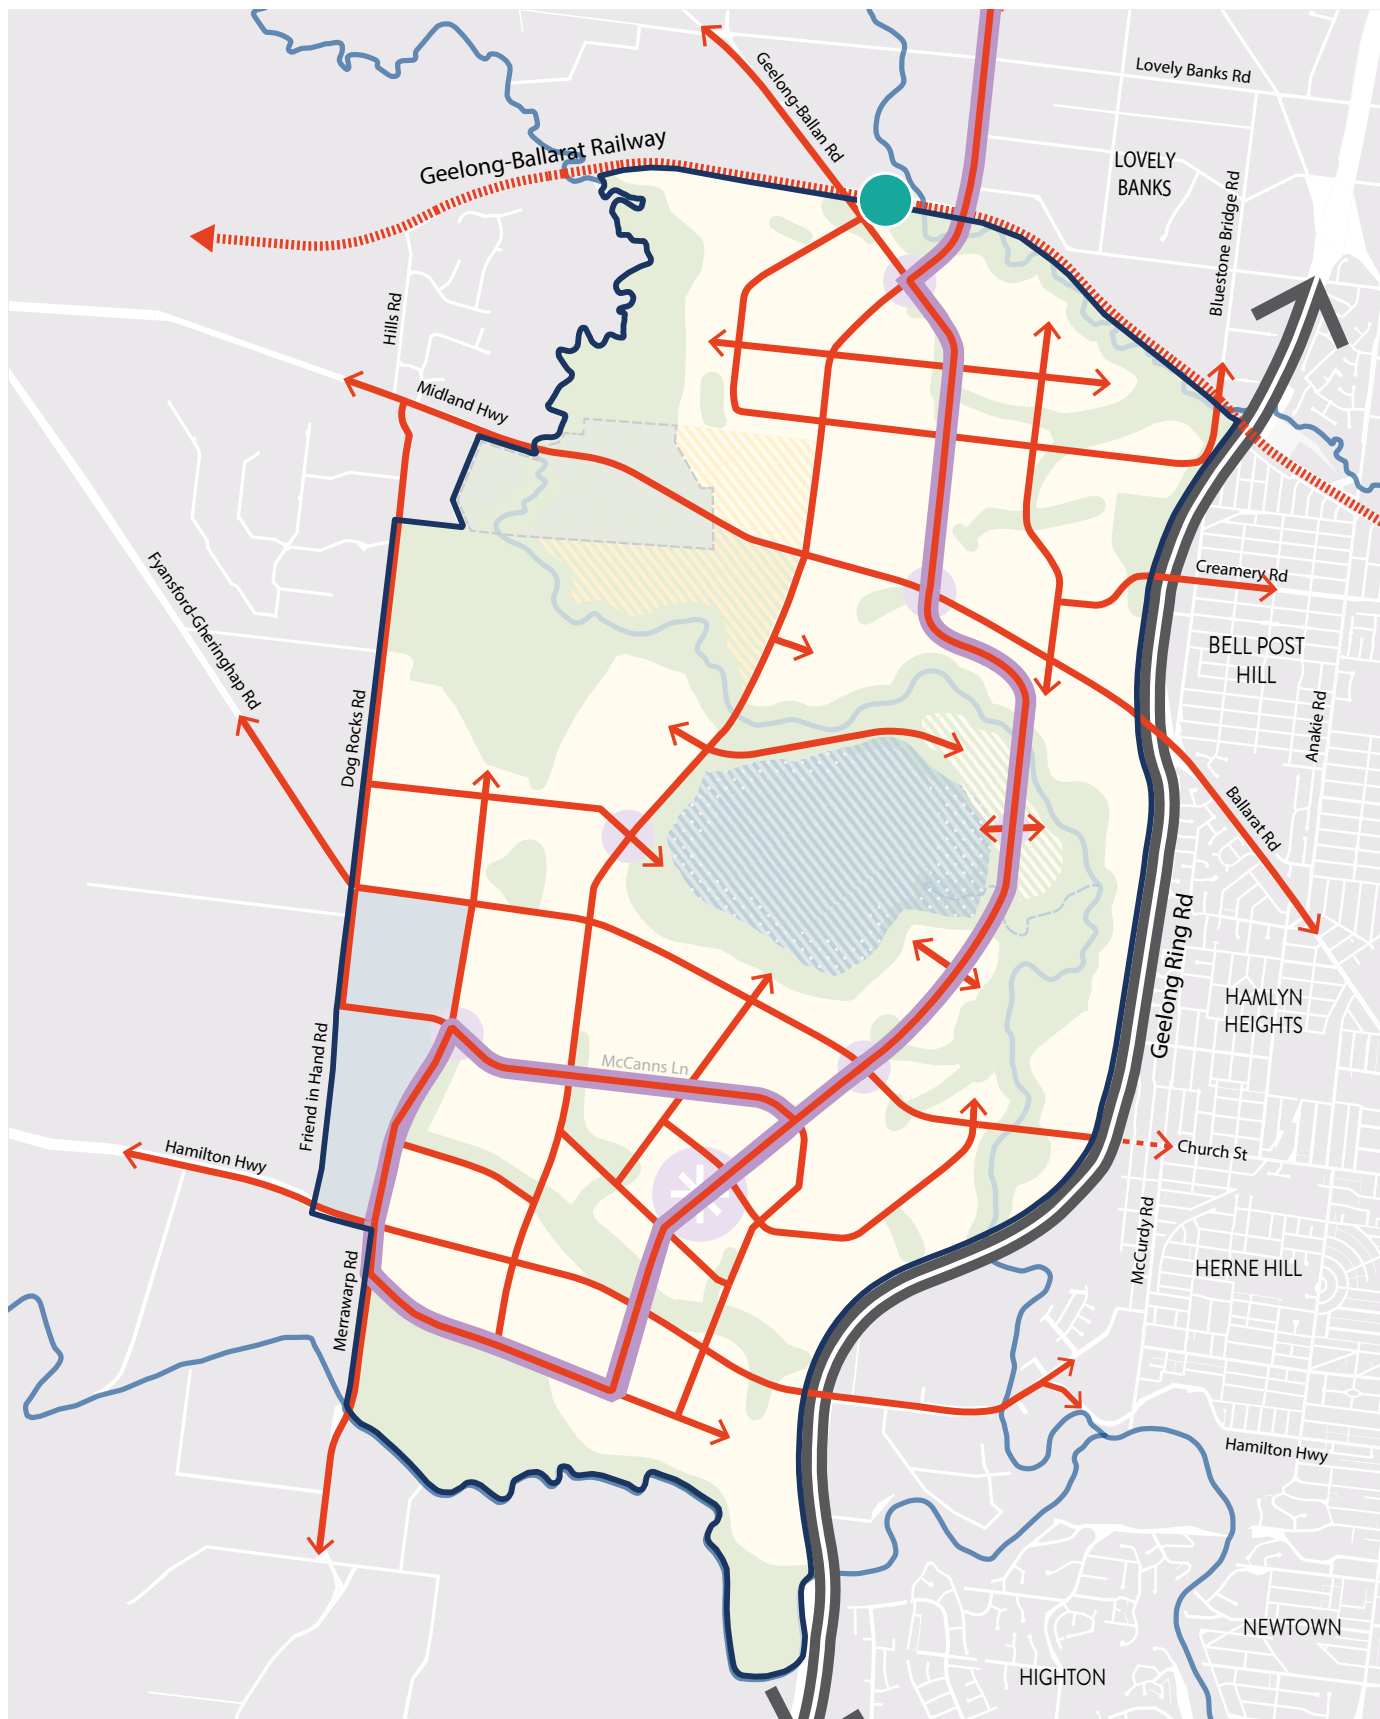 Lovely Banks Rd
Geelong-Ballan Rd
LOVELY
BANKS
Geelong-Ballarat Railway
Bluestone Bridge Rd
Hills Rd
Midland Hwy
Creamery Rd
Fyansford-Gheringhap Rd
BELL POST
HILL
Dog Rocks Rd
Anakie Rd
Ballarat Rd
Geelong Ring Rd
HAMLYN
HEIGHTS
Friend in Hand Rd
McCanns Ln
Hamilton Hwy
Church St
McCurdy Rd
HERNE HILL
Merrawarp Rd
Hamilton Hwy
NEWTOWN
HIGHTON